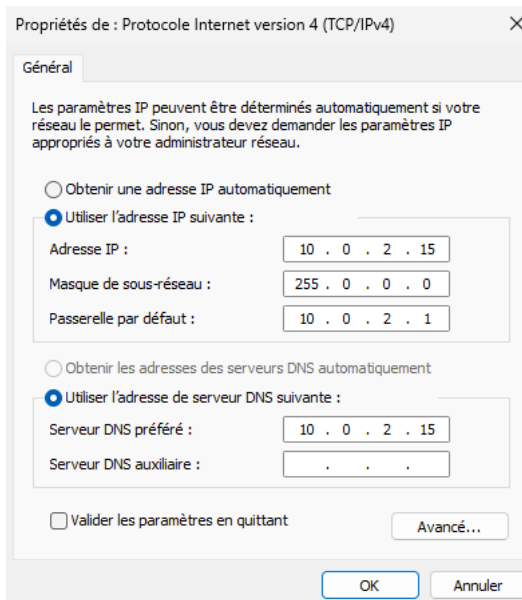 Propriétés de : Protocole Internet version 4 (TCP/IPv4)
Général
Les paramètres IP peuvent être déterminés automatiquement si votre
réseau le permet. Sinon, vous devez demander les paramètres IP
appropriés à votre administrateur réseau.
Obtenir une adresse IP automatiquement
Utiliser l'adresse IP suivante :
Adresse IP : 10 . 0 . 2 . 15
Masque de sous-réseau : 255 . 0 . 0 . 0
Passerelle par défaut : 10 . 0 . 2 . 1
Obtenir les adresses des serveurs DNS automatiquement
Utiliser l'adresse de serveur DNS suivante :
Serveur DNS préféré : 10 . 0 . 2 . 15
Serveur DNS auxiliaire : . . .
Valider les paramètres en quittant
Avancé...
OK Annuler